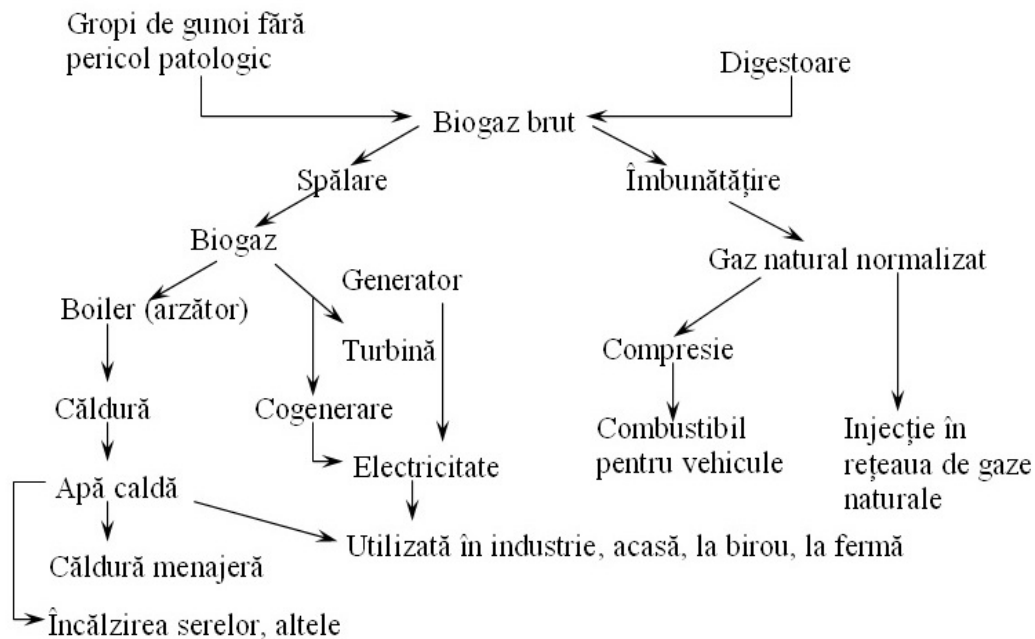 Gropi de gunoi fără
pericol patologic
Digestoare
Biogaz brut
Spălare
Îmbunătățire
Biogaz
Gaz natural normalizat
Generator
Boiler (arzător)
Turbină
Compresie
Căldură
Cogenerare
Combustibil
pentru vehicule
Injecție în
rețeaua de gaze
naturale
Electricitate
Apă caldă
Utilizată în industrie, acasă, la birou, la fermă
Căldură menajeră
Încălzirea serelor, altele